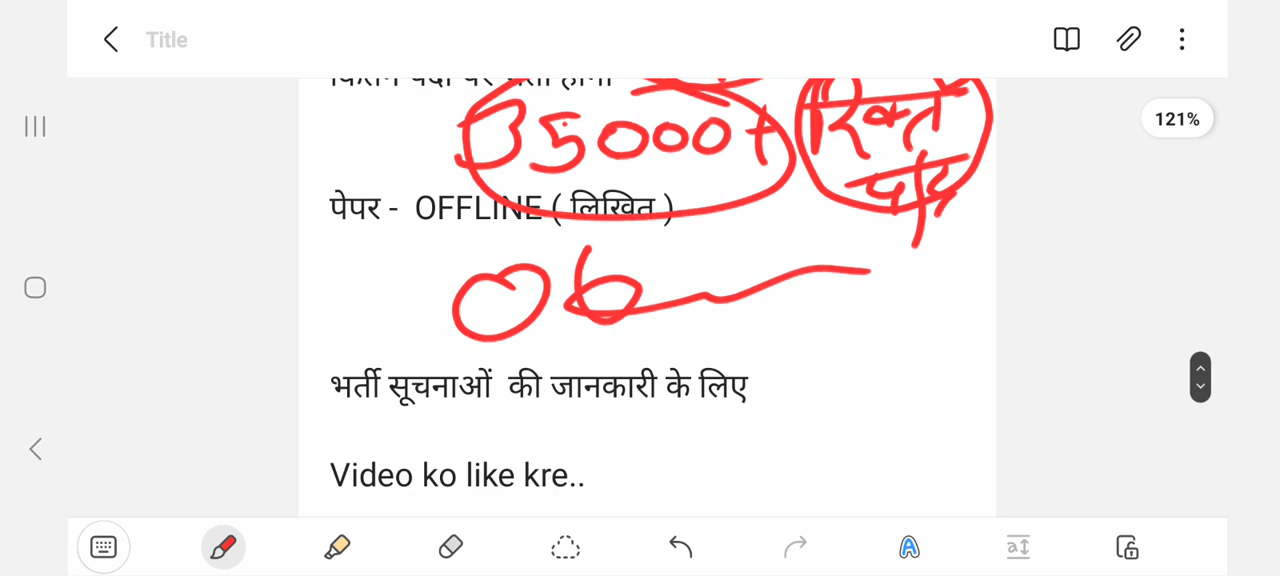 Title
121%
35000+ रिक्त
पद
पेपर - OFFLINE ( लिखित )
06
भर्ती सूचनाओं की जानकारी के लिए
Video ko like kre..